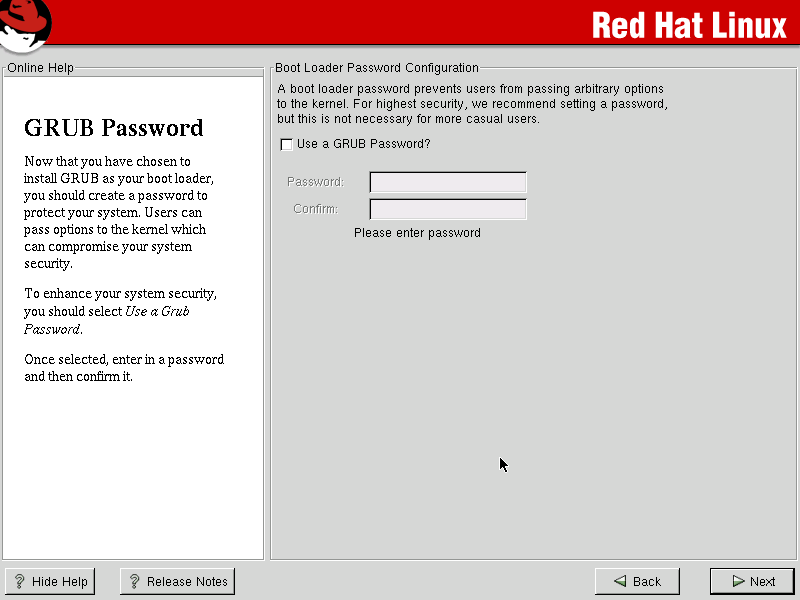 Red Hat Linux
Online Help
GRUB Password
Now that you have chosen to
install GRUB as your boot loader,
you should create a password to
protect your system. Users can
pass options to the kernel which
can compromise your system
security.
To enhance your system security,
you should select Use a Grub
Password.
Once selected, enter in a password
and then confirm it.
Boot Loader Password Configuration
A boot loader password prevents users from passing arbitrary options
to the kernel. For highest security, we recommend setting a password,
but this is not necessary for more casual users.
Use a GRUB Password?
Password:
Confirm:
Please enter password
Hide Help
Release Notes
Back
Next